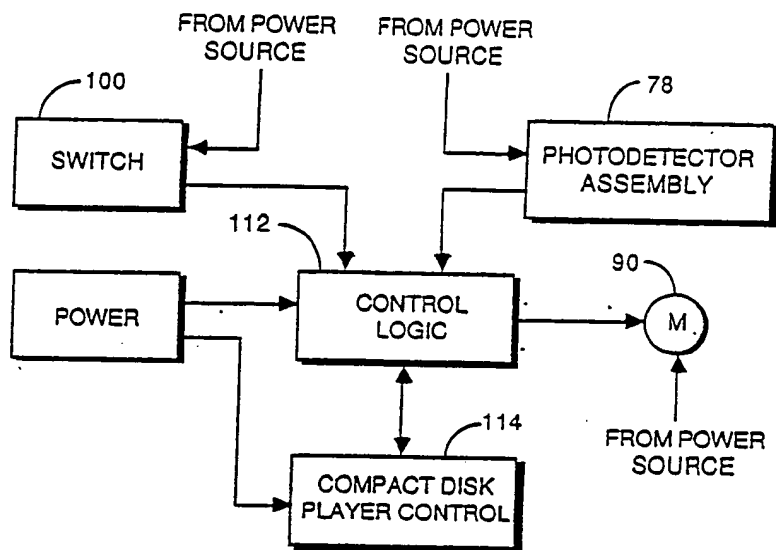 FROM POWER
SOURCE
FROM POWER
SOURCE
100
78
SWITCH
PHOTODETECTOR
ASSEMBLY
112
90
POWER
CONTROL
LOGIC
M
114
FROM POWER
SOURCE
COMPACT DISK
PLAYER CONTROL